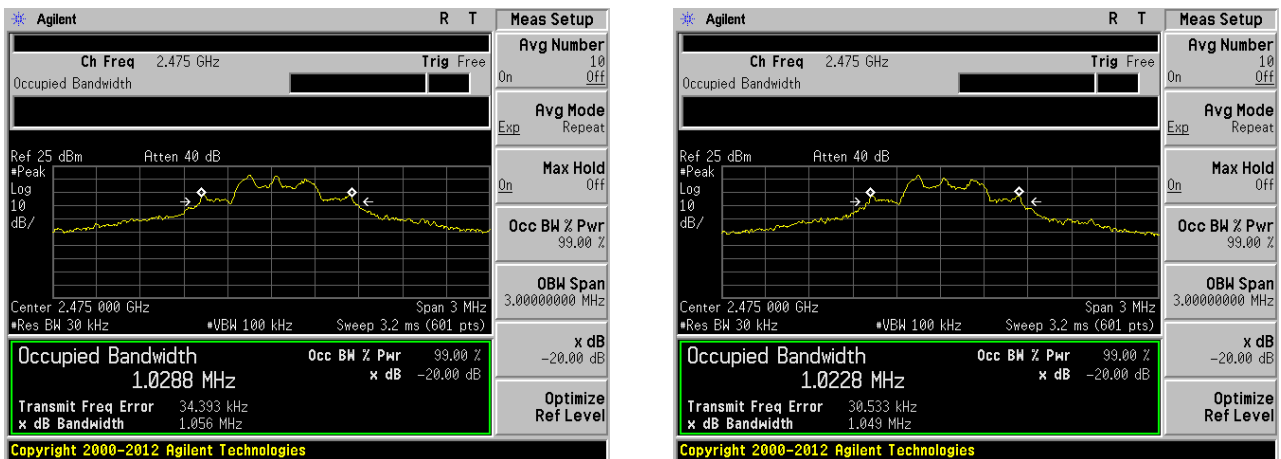 Agilent R T Meas Setup
Ch Freq 2.475 GHz Trig Free
Occupied Bandwidth
Avg Number
10
On Off
Avg Mode
Exp Repeat
Ref 25 dBm Atten 40 dB
#Peak
Log
10
dB/
Max Hold
On Off
Occ BW % Pwr
99.00 %
Center 2.475 000 GHz Span 3 MHz
#Res BW 30 kHz #VBW 100 kHz Sweep 3.2 ms (601 pts)
OBW Span
3.00000000 MHz
Occupied Bandwidth Occ BW % Pwr 99.00 %
1.0288 MHz x dB -20.00 dB
Transmit Freq Error 34.393 kHz
x dB Bandwidth 1.056 MHz
x dB
-20.00 dB
Optimize
Ref Level
Copyright 2000-2012 Agilent Technologies
Agilent R T Meas Setup
Ch Freq 2.475 GHz Trig Free
Occupied Bandwidth
Avg Number
10
On Off
Avg Mode
Exp Repeat
Ref 25 dBm Atten 40 dB
#Peak
Log
10
dB/
Max Hold
On Off
Occ BW % Pwr
99.00 %
Center 2.475 000 GHz Span 3 MHz
#Res BW 30 kHz #VBW 100 kHz Sweep 3.2 ms (601 pts)
OBW Span
3.00000000 MHz
Occupied Bandwidth Occ BW % Pwr 99.00 %
1.0228 MHz x dB -20.00 dB
Transmit Freq Error 30.533 kHz
x dB Bandwidth 1.049 MHz
x dB
-20.00 dB
Optimize
Ref Level
Copyright 2000-2012 Agilent Technologies